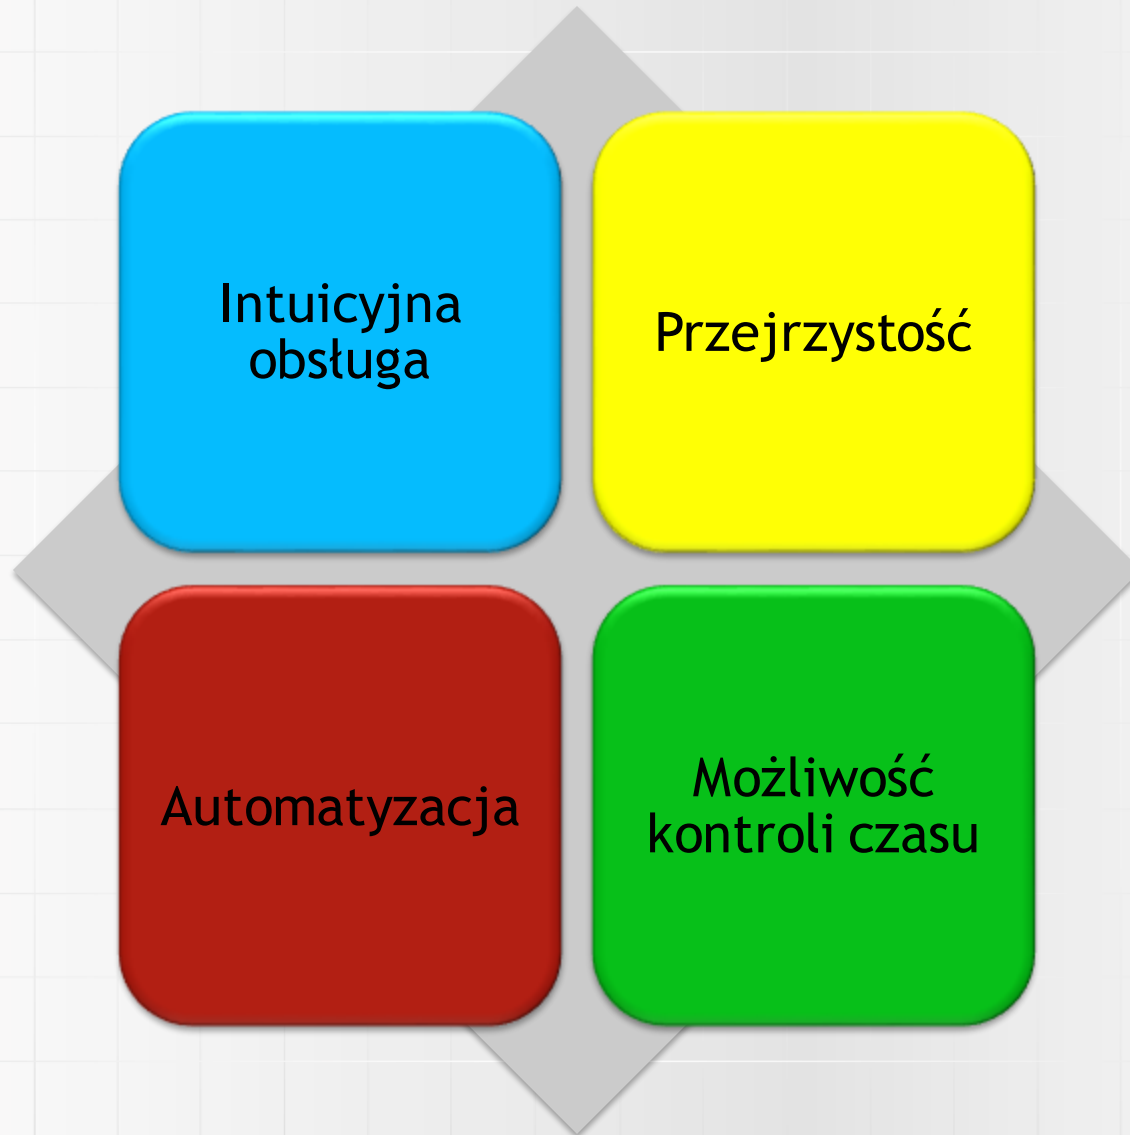 Intuicyjna
obsługa
Przejrzystość
Automatyzacja
Możliwość
kontroli czasu